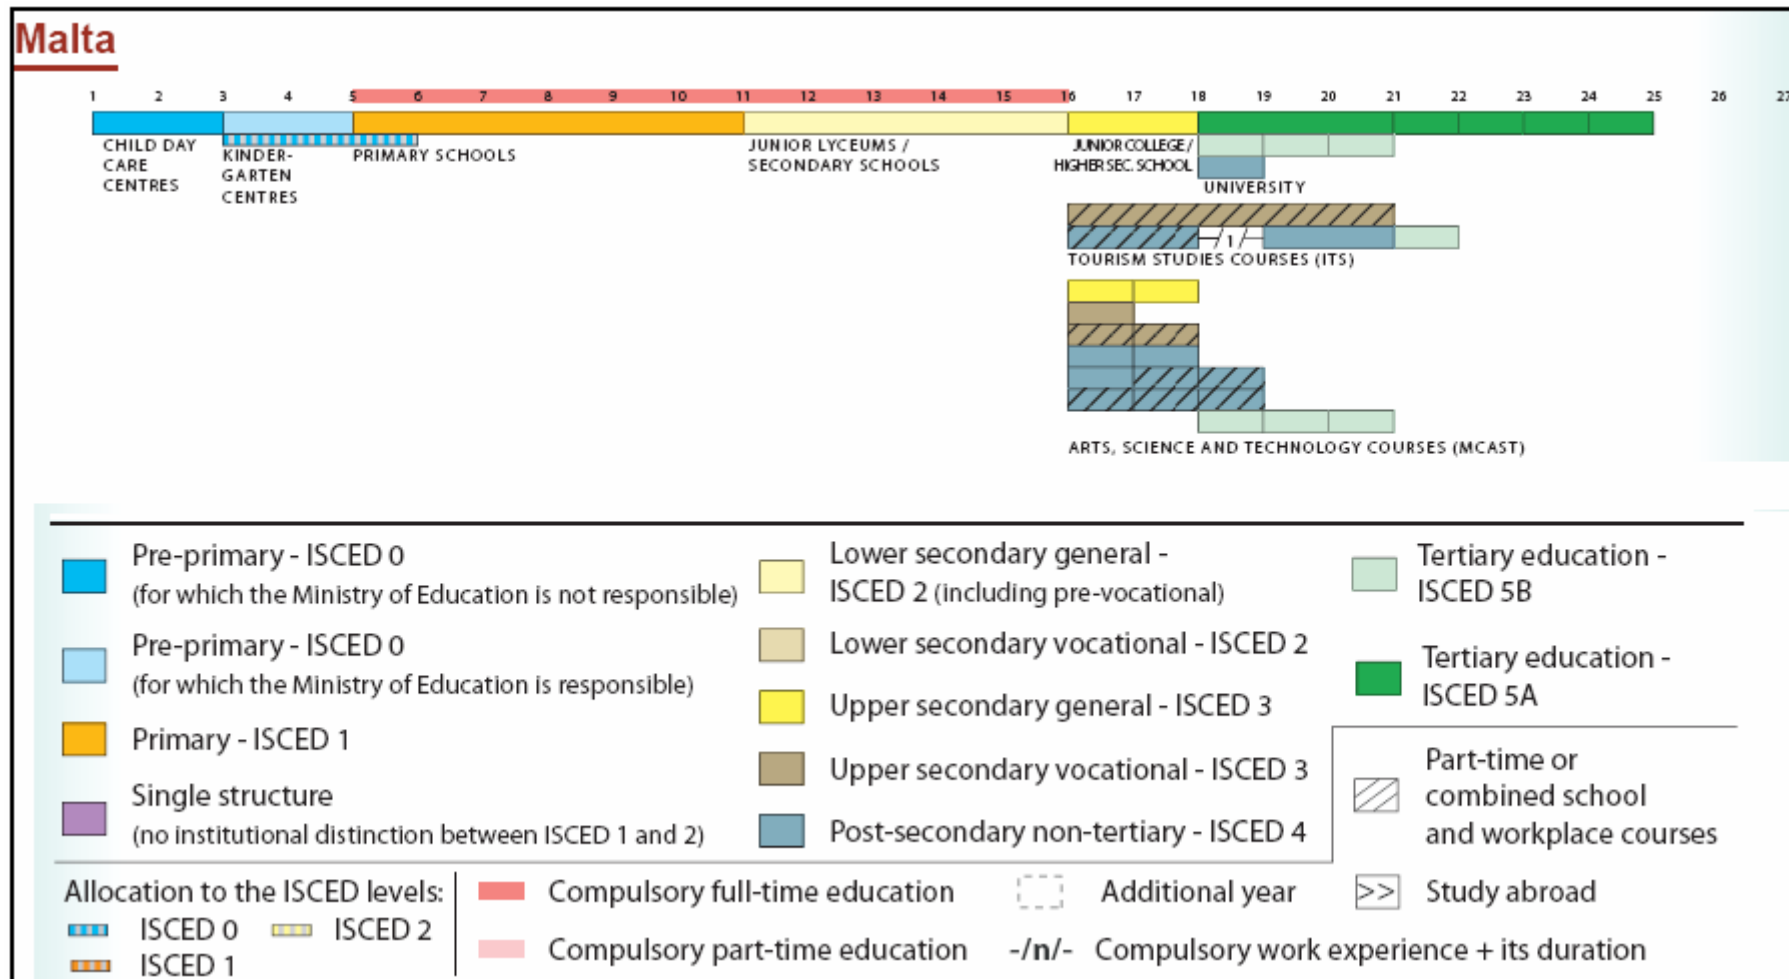 Malta
1 2 3 4 5 6 7 8 9 10 11 12 13 14 15 16 17 18 19 20 21 22 23 24 25 26 27
CHILD DAY
CARE
CENTRES
KINDER-
GARTEN
CENTRES
PRIMARY SCHOOLS
JUNIOR LYCEUMS /
SECONDARY SCHOOLS
JUNIOR COLLEGE /
HIGHER SEC. SCHOOL
UNIVERSITY
-/1/-
TOURISM STUDIES COURSES (ITS)
ARTS, SCIENCE AND TECHNOLOGY COURSES (MCAST)
Pre-primary - ISCED 0
(for which the Ministry of Education is not responsible)
Pre-primary - ISCED 0
(for which the Ministry of Education is responsible)
Primary - ISCED 1
Single structure
(no institutional distinction between ISCED 1 and 2)
Lower secondary general -
ISCED 2 (including pre-vocational)
Lower secondary vocational - ISCED 2
Upper secondary general - ISCED 3
Upper secondary vocational - ISCED 3
Post-secondary non-tertiary - ISCED 4
Tertiary education -
ISCED 5B
Tertiary education -
ISCED 5A
Part-time or
combined school
and workplace courses
Allocation to the ISCED levels:
ISCED 0 ISCED 2
ISCED 1
Compulsory full-time education
Compulsory part-time education
Additional year
-/n/- Compulsory work experience + its duration
>> Study abroad